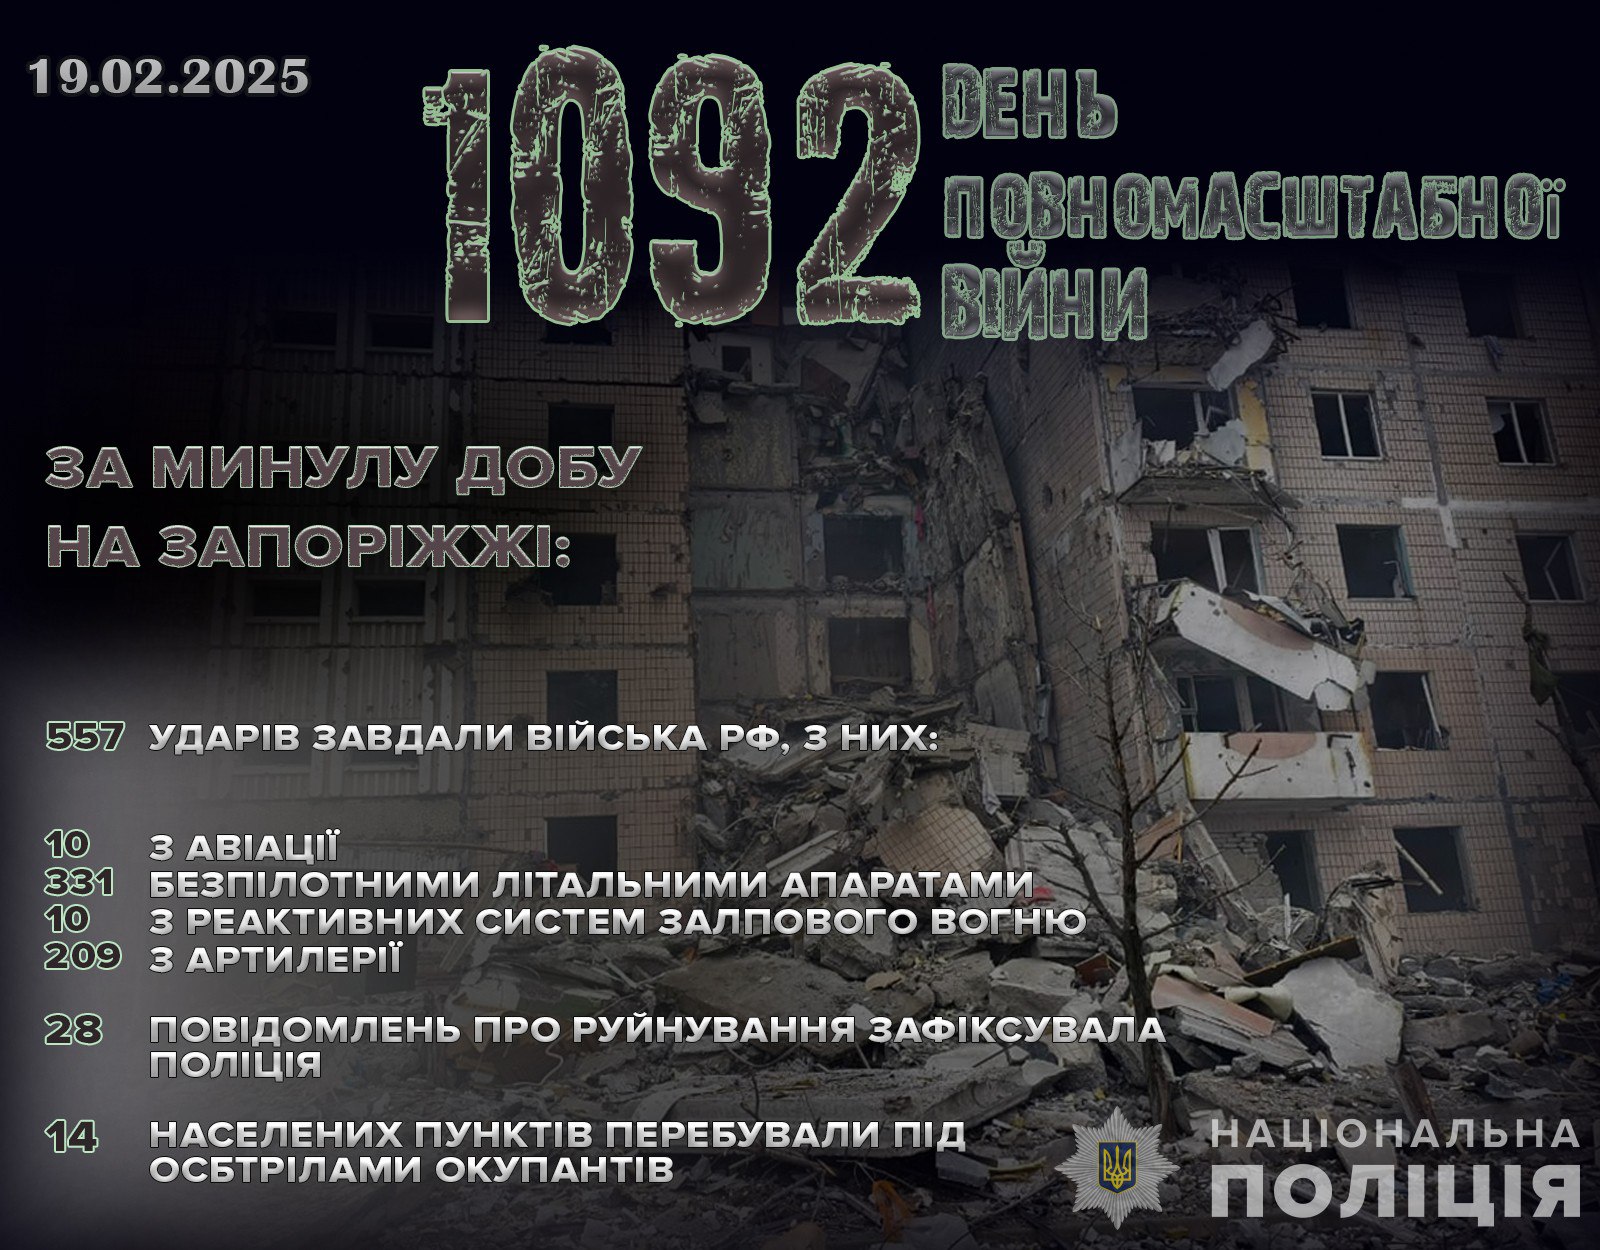 19.02.2025
1092
ДЕНЬ
ПОВНОМАСШТАБНОЇ
ВІЙНИ
ЗА МИНУЛУ ДОБУ
НА ЗАПОРІЖЖІ:
557 УДАРІВ ЗАВДАЛИ ВІЙСЬКА РФ, З НИХ:
10 З АВІАЦІЇ
331 БЕЗПІЛОТНИМИ ЛІТАЛЬНИМИ АПАРАТАМИ
10 З РЕАКТИВНИХ СИСТЕМ ЗАЛПОВОГО ВОГНЮ
209 З АРТИЛЕРІЇ
28 ПОВІДОМЛЕНЬ ПРО РУЙНУВАННЯ ЗАФІКСУВАЛА
ПОЛІЦІЯ
14 НАСЕЛЕНИХ ПУНКТІВ ПЕРЕБУВАЛИ ПІД
ОСБТРІЛАМИ ОКУПАНТІВ
НАЦІОНАЛЬНА
ПОЛІЦІЯ